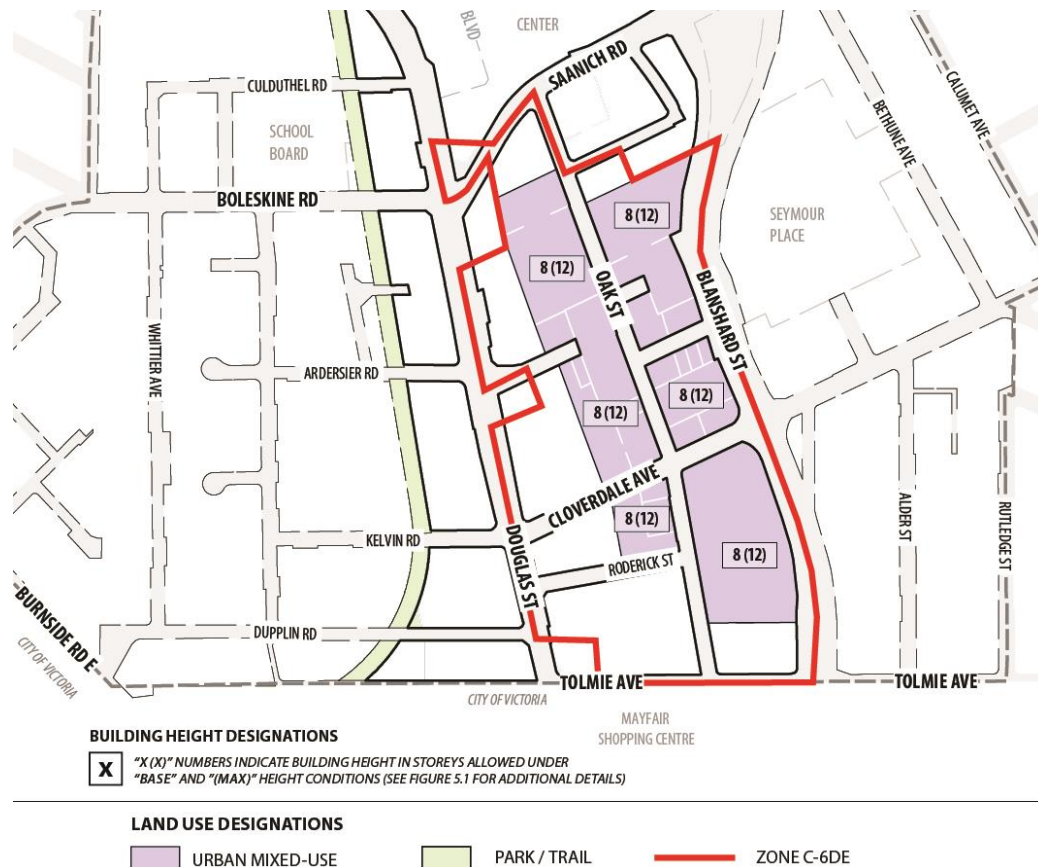 BLVD
CENTER
SAANICH RD
CULDUTHEL RD
CALUMET AVE
BETHUNE AVE
SCHOOL
BOARD
BOLESKINE RD
SEYMOUR
PLACE
8 (12)
8 (12)
OAK ST
BLANSHARD ST
WHITTIER AVE
ARDERSIER RD
8 (12)
8 (12)
CLOVERDALE AVE
8 (12)
ALDER ST
RUTLEDGE ST
KELVIN RD
DOUGLAS ST
8 (12)
RODERICK ST
BURNSIDE RD E
CITY OF VICTORIA
DUPPLIN RD
TOLMIE AVE
TOLMIE AVE
CITY OF VICTORIA
MAYFAIR
SHOPPING CENTRE
BUILDING HEIGHT DESIGNATIONS
X
"X (X)" NUMBERS INDICATE BUILDING HEIGHT IN STOREYS ALLOWED UNDER
"BASE" AND "(MAX)" HEIGHT CONDITIONS (SEE FIGURE 5.1 FOR ADDITIONAL DETAILS)
LAND USE DESIGNATIONS
URBAN MIXED-USE
PARK / TRAIL
ZONE C-6DE